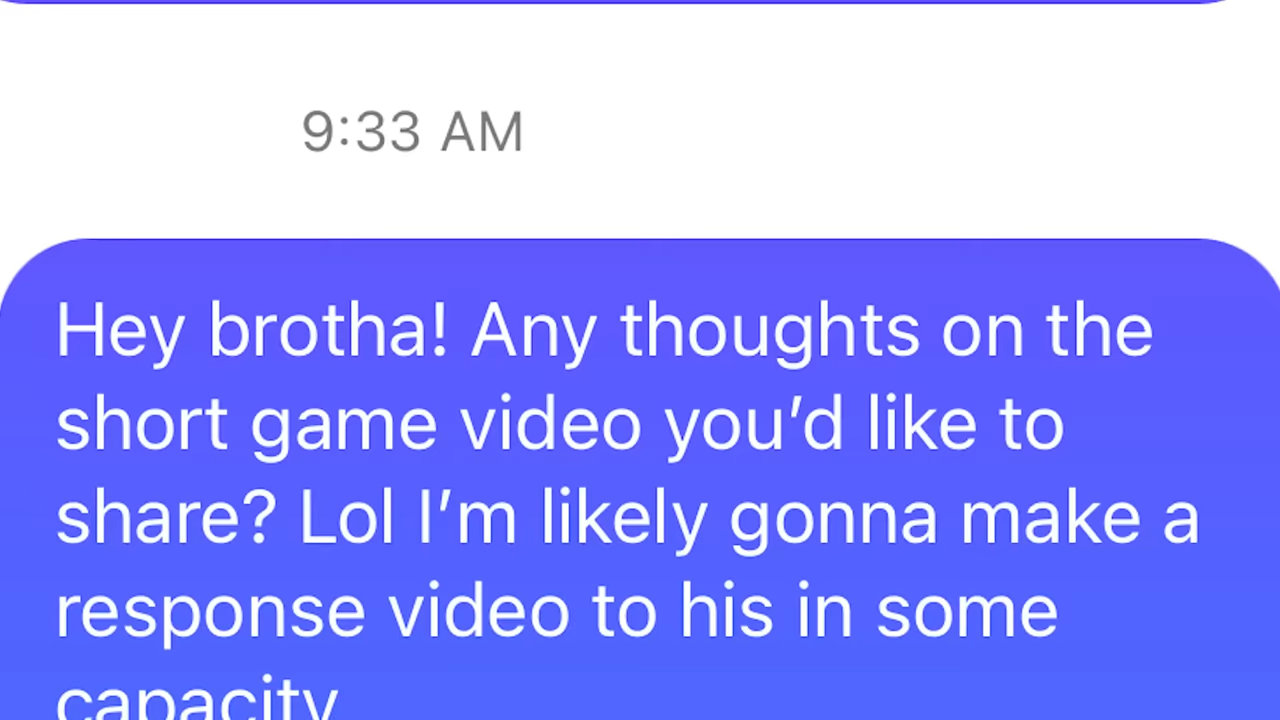 9:33 AM
Hey brotha! Any thoughts on the
short game video you’d like to
share? Lol I’m likely gonna make a
response video to his in some
capacity